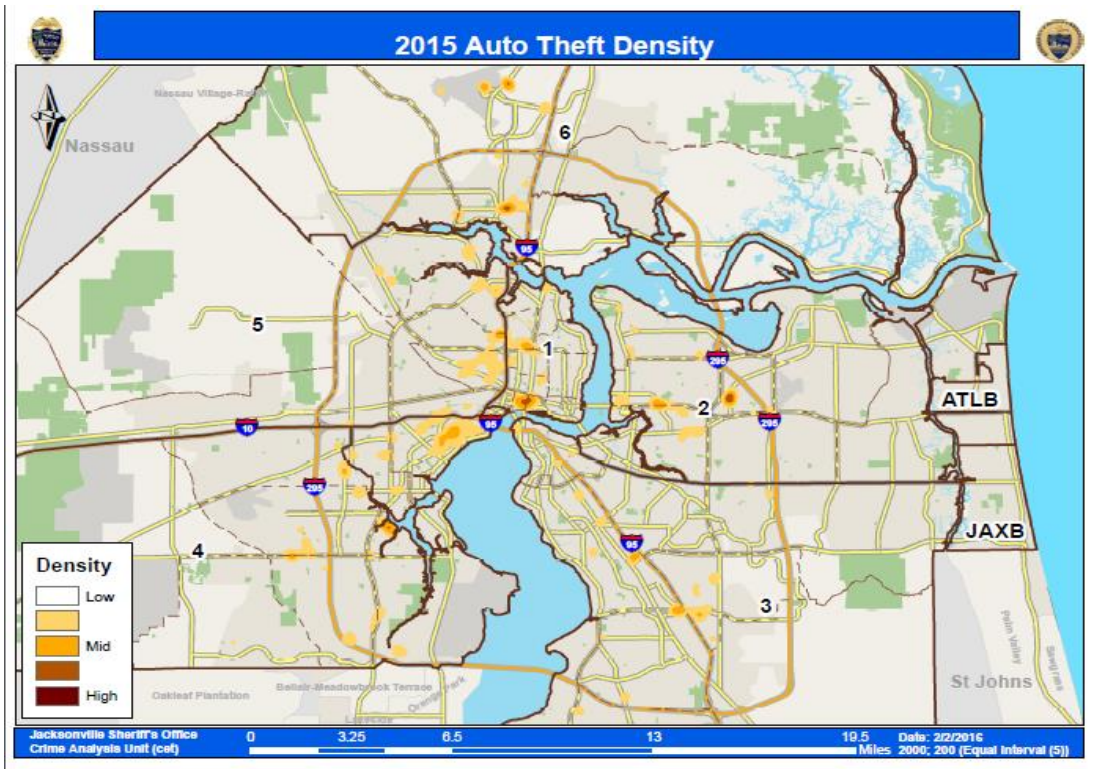 2015 Auto Theft Density
Nassau Village-Ratliff
Nassau
6
95
5
1
295
2
ATLB
10
95
295
295
JAXB
95
4
3
Density
Low
Mid
High
Palm Valley
Sawgrass
St Johns
Oakleaf Plantation
Bellair-Meadowbrook Terrace
Orange Park
Lakeside
Jacksonville Sheriff's Office
Crime Analysis Unit (cef)
0 3.25 6.5 13 19.5
Miles
Date: 2/2/2016
2000; 200 (Equal Interval (5))